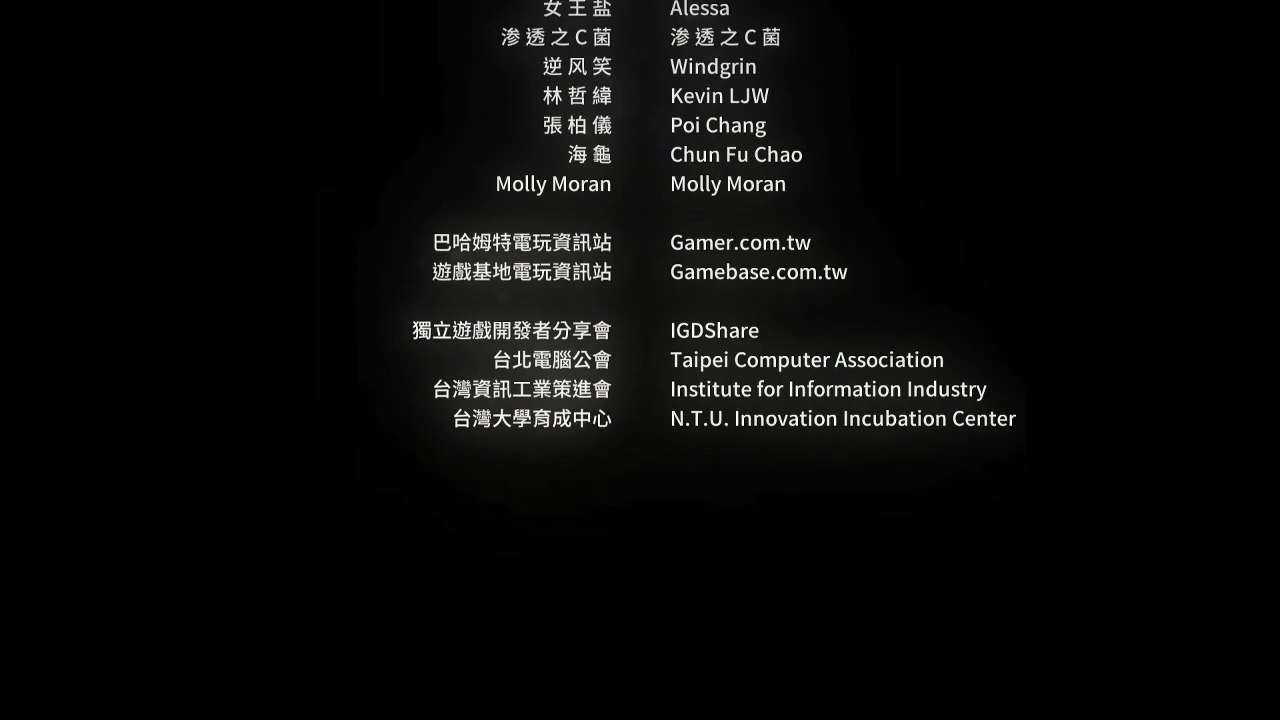 女王盐 Alessa
渗透之C菌 渗透之C菌
逆风笑 Windgrin
林哲緯 Kevin LJW
張柏儀 Poi Chang
海龜 Chun Fu Chao
Molly Moran Molly Moran
巴哈姆特電玩資訊站 Gamer.com.tw
遊戲基地電玩資訊站 Gamebase.com.tw
獨立遊戲開發者分享會 IGDShare
台北電腦公會 Taipei Computer Association
台灣資訊工業策進會 Institute for Information Industry
台灣大學育成中心 N.T.U. Innovation Incubation Center